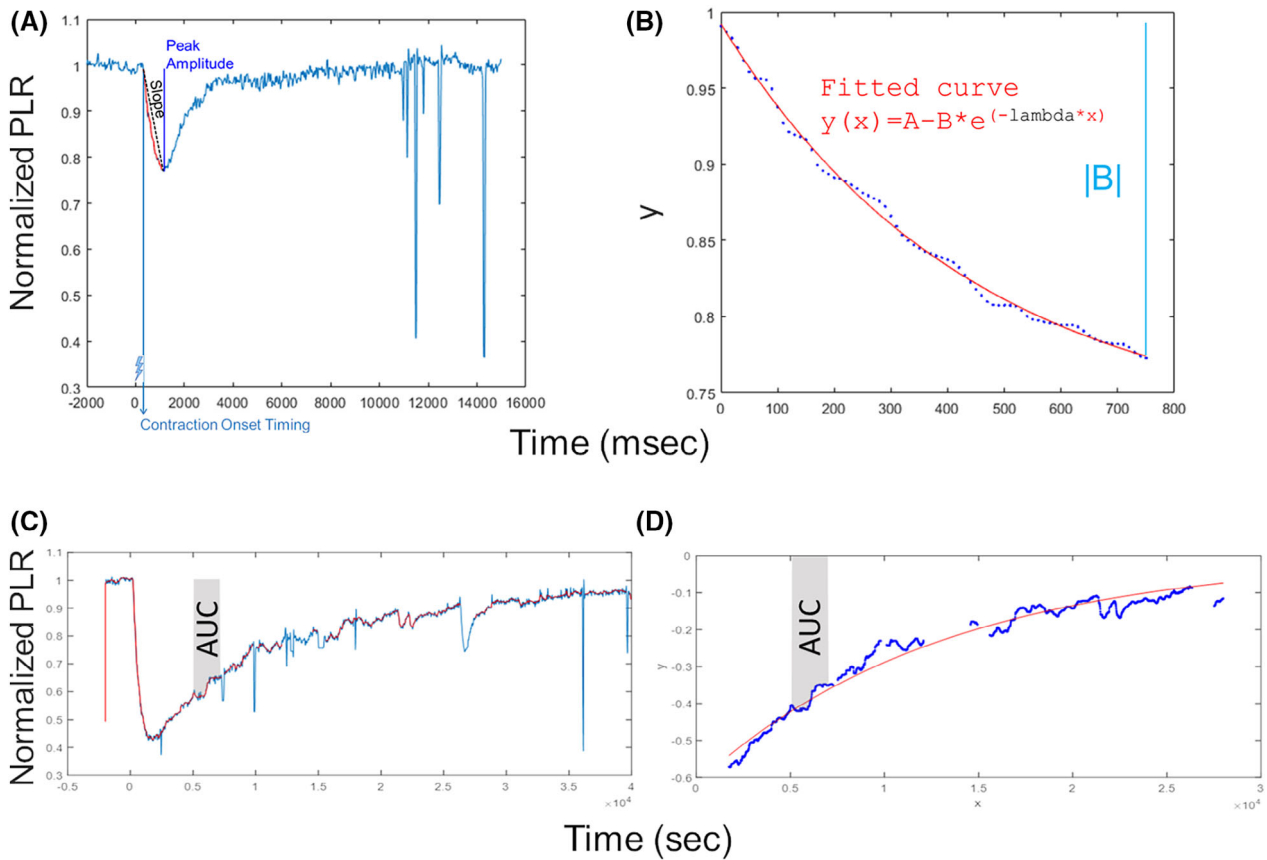 (A)
Normalized PLR
1.1
1
0.9
0.8
0.7
0.6
0.5
0.4
0.3
Peak
Amplitude
Slope
-2000 0 2000 4000 6000 8000 10000 12000 14000 16000
Contraction Onset Timing
(B)
y
1
0.95
0.9
0.85
0.8
0.75
Fitted curve
y(x)=A-B*e(-lambda*x)
|B|
0 100 200 300 400 500 600 700 800
Time (msec)
(C)
Normalized PLR
1.1
1
0.9
0.8
0.7
0.6
0.5
0.4
0.3
AUC
-0.5 0 0.5 1 1.5 2 2.5 3 3.5 40
×10^4
(D)
y
0
-0.1
-0.2
-0.3
-0.4
-0.5
-0.6
AUC
0 0.5 1 1.5 2 2.5 3
x
×10^4
Time (sec)